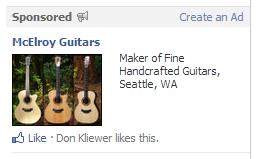 Sponsored Create an Ad
McElroy Guitars
Maker of Fine
Handcrafted Guitars,
Seattle, WA
Like · Don Kliewer likes this.